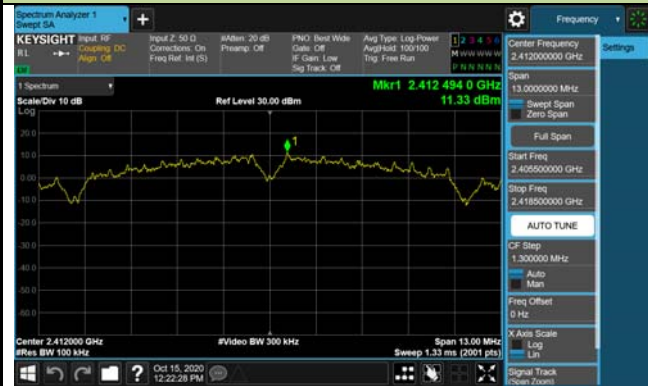 Spectrum Analyzer 1
Swept SA
Frequency
KEYSIGHT
Input: RF
Coupling: DC
Align: Off
Input Z: 50 Ω
Corrections: On
Freq Ref: Int (S)
#Atten: 20 dB
Preamp: Off
PNO: Best Wide
Gate: Off
IF Gain: Low
Sig Track: Off
Avg Type: Log-Power
Avg|Hold: 100/100
Trig: Free Run
1 2 3 4 5 6
M W W W W W
P N N N N N
RL
LV
1 Spectrum
Mkr1 2.412 494 0 GHz
Scale/Div 10 dB
Ref Level 30.00 dBm
11.33 dBm
Log
20.0
10.0
0.00
-10.0
-20.0
-30.0
-40.0
-50.0
-60.0
1
Center 2.412000 GHz
#Video BW 300 kHz
Span 13.00 MHz
#Res BW 100 kHz
Sweep 1.33 ms (2001 pts)
Oct 15, 2020
12:22:28 PM
Center Frequency
2.412000000 GHz
Settings
Span
13.0000000 MHz
Swept Span
Zero Span
Full Span
Start Freq
2.405500000 GHz
Stop Freq
2.418500000 GHz
AUTO TUNE
CF Step
1.300000 MHz
Auto
Man
Freq Offset
0 Hz
X Axis Scale
Log
Lin
Signal Track
(Span Zoom)